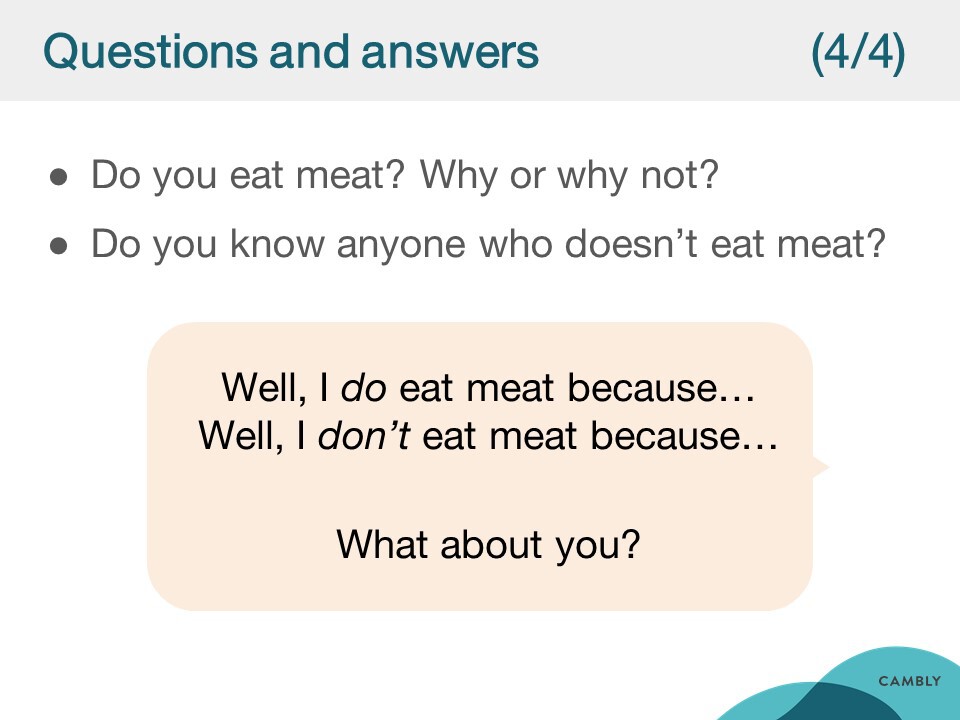 Questions and answers (4/4)
● Do you eat meat? Why or why not?
● Do you know anyone who doesn’t eat meat?
Well, I do eat meat because…
Well, I don’t eat meat because…
What about you?
CAMBLY